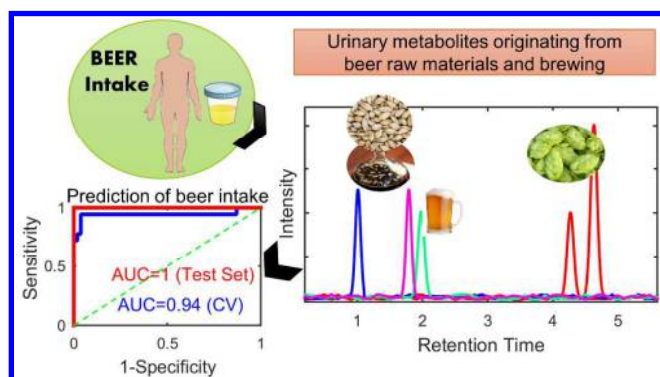 BEER
Intake
Urinary metabolites originating from
beer raw materials and brewing
Prediction of beer intake
Sensitivity
1
0.5
0
AUC=1 (Test Set)
AUC=0.94 (CV)
0
0.5
1
1-Specificity
Intensity
1
2
3
4
5
Retention Time